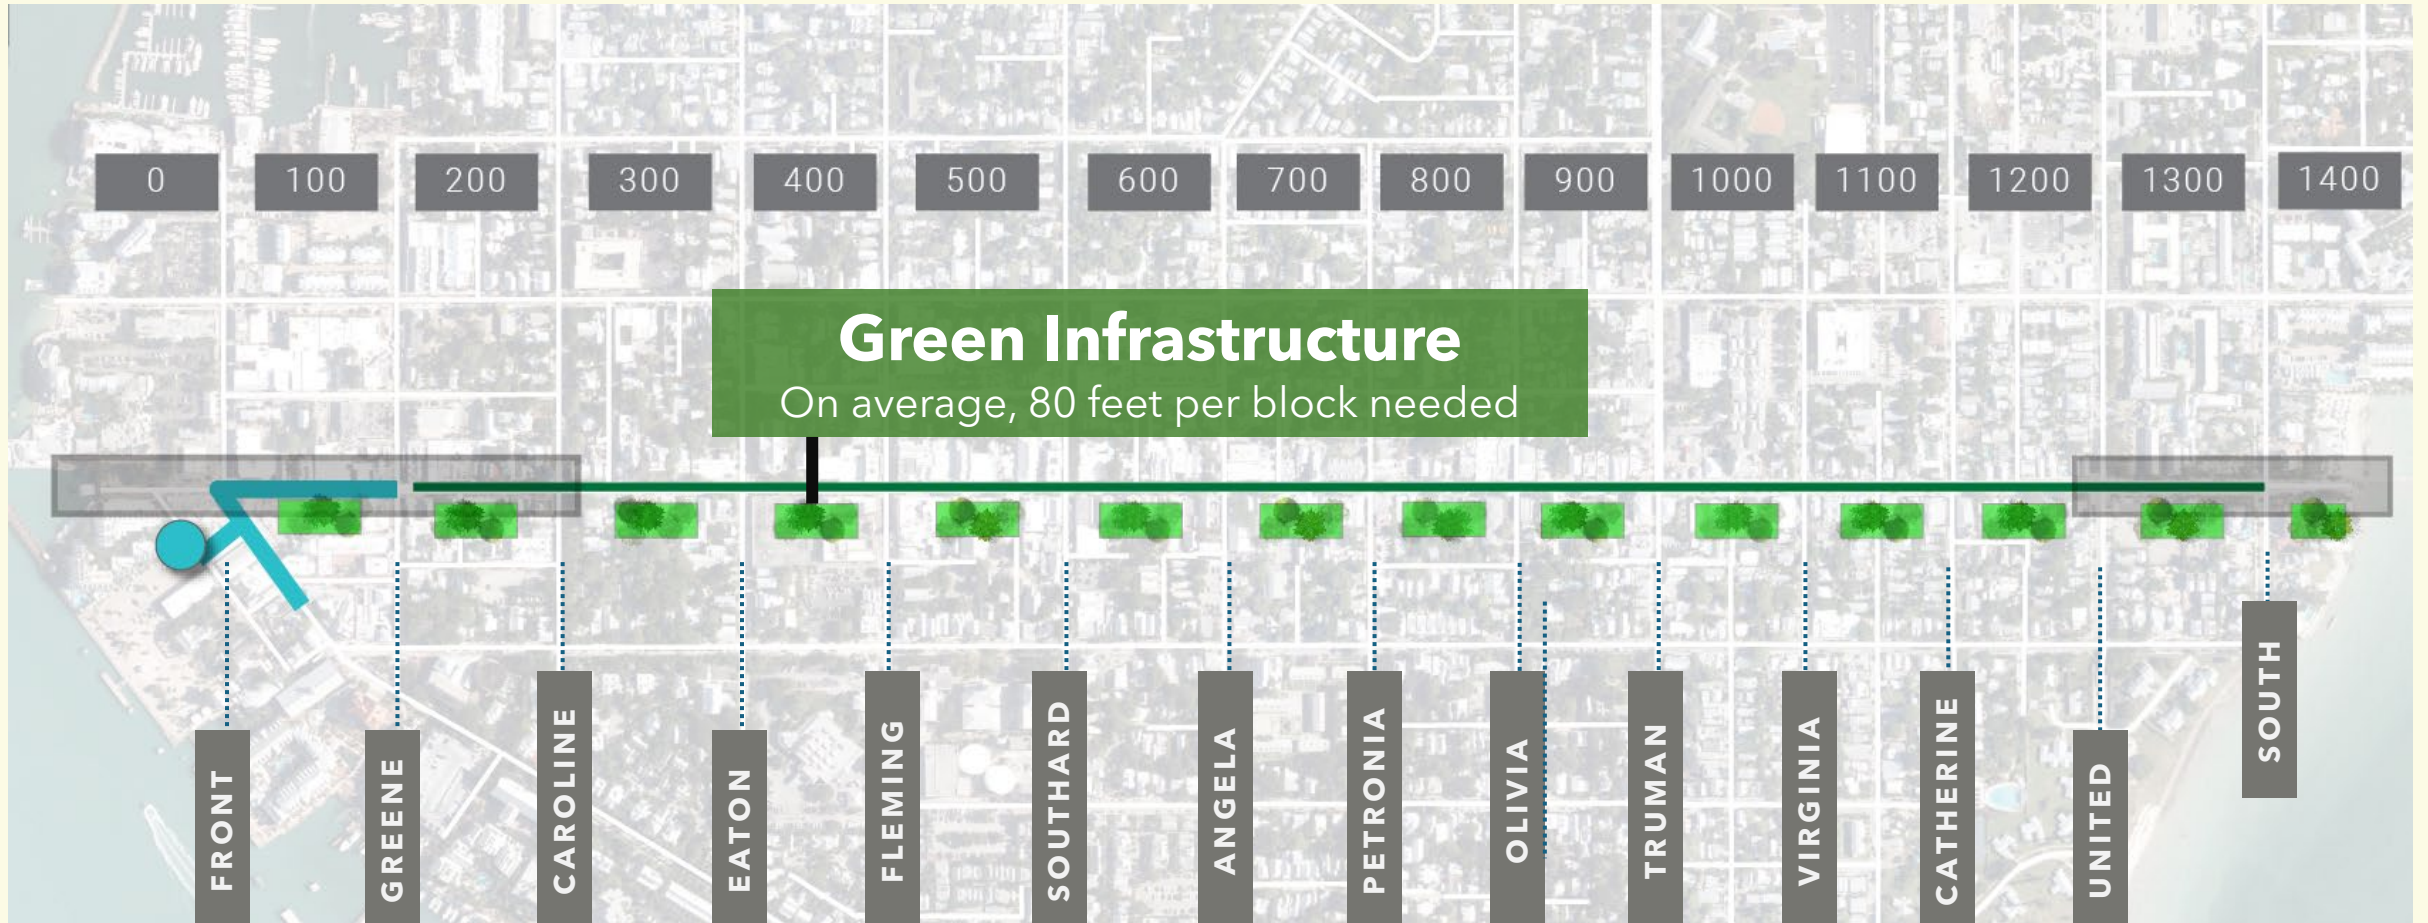 0 100 200 300 400 500 600 700 800 900 1000 1100 1200 1300 1400
Green Infrastructure
On average, 80 feet per block needed
FRONT
GREENE
CAROLINE
EATON
FLEMING
SOUTHARD
ANGELA
PETRONIA
OLIVIA
TRUMAN
VIRGINIA
CATHERINE
UNITED
SOUTH